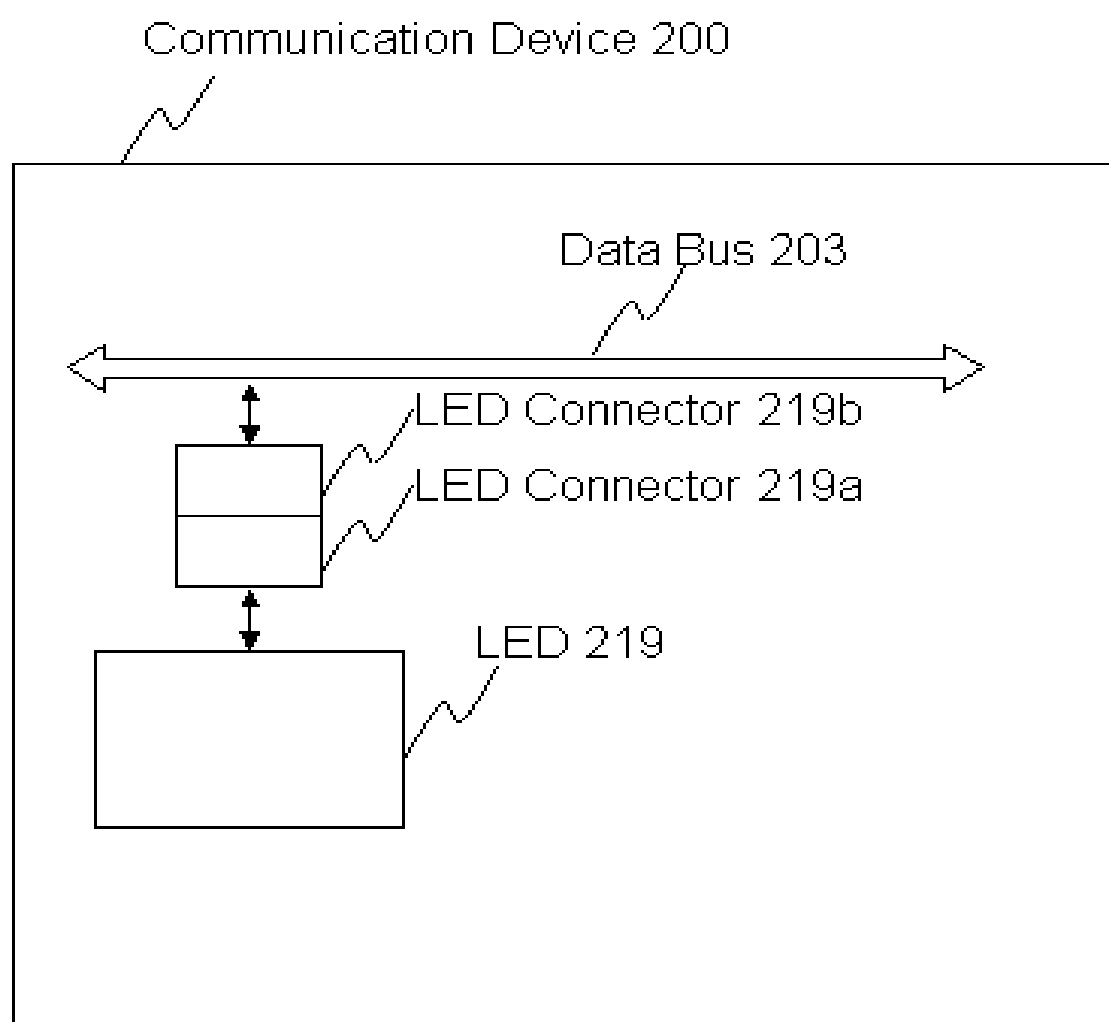 Communication Device 200
Data Bus 203
LED Connector 219b
LED Connector 219a
LED 219